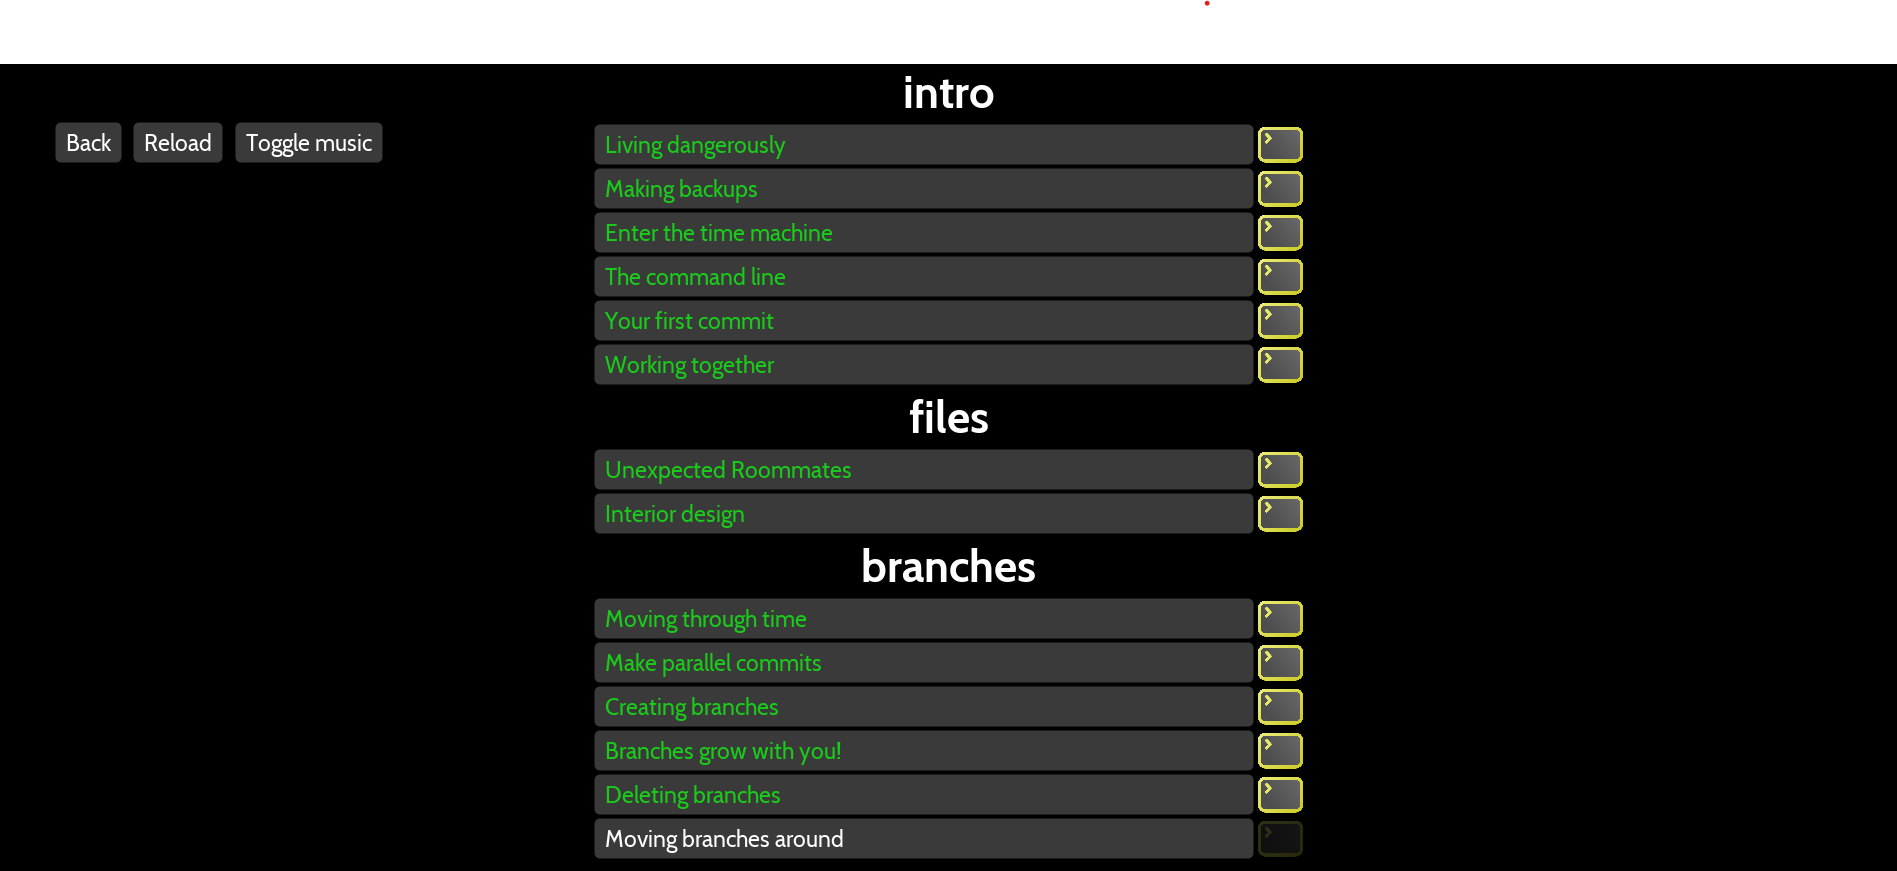 intro
Back
Reload
Toggle music
Living dangerously
Making backups
Enter the time machine
The command line
Your first commit
Working together
files
Unexpected Roommates
Interior design
branches
Moving through time
Make parallel commits
Creating branches
Branches grow with you!
Deleting branches
Moving branches around